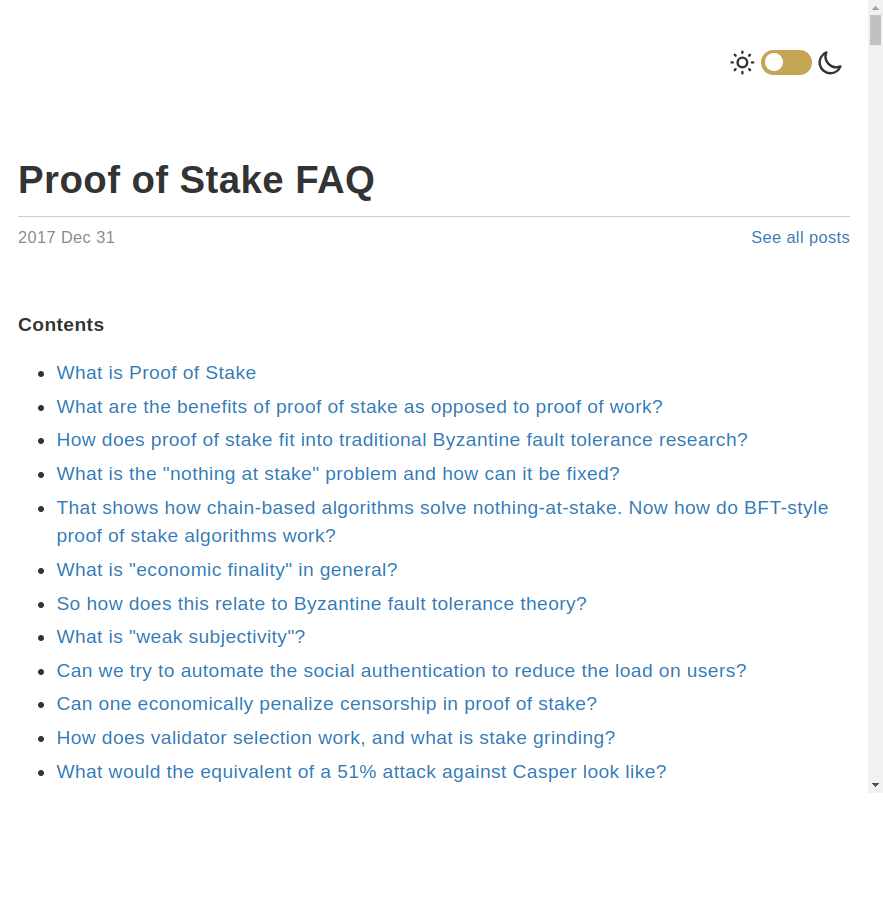 Proof of Stake FAQ
2017 Dec 31
See all posts
Contents
What is Proof of Stake
What are the benefits of proof of stake as opposed to proof of work?
How does proof of stake fit into traditional Byzantine fault tolerance research?
What is the "nothing at stake" problem and how can it be fixed?
That shows how chain-based algorithms solve nothing-at-stake. Now how do BFT-style
proof of stake algorithms work?
What is "economic finality" in general?
So how does this relate to Byzantine fault tolerance theory?
What is "weak subjectivity"?
Can we try to automate the social authentication to reduce the load on users?
Can one economically penalize censorship in proof of stake?
How does validator selection work, and what is stake grinding?
What would the equivalent of a 51% attack against Casper look like?